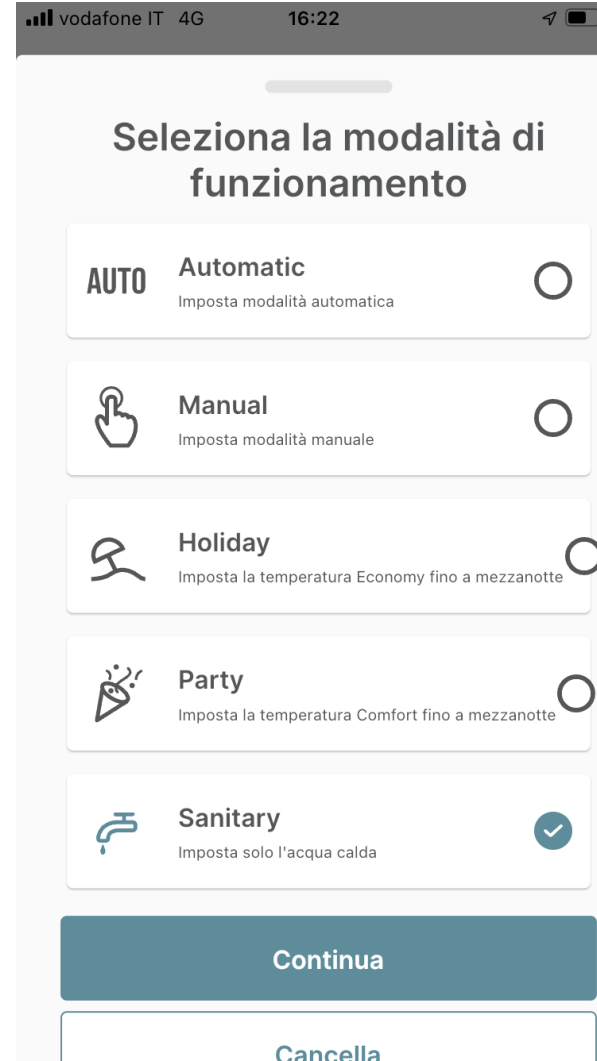 vodafone IT 4G 16:22
Seleziona la modalità di
funzionamento
AUTO Automatic
Imposta modalità automatica
Manual
Imposta modalità manuale
Holiday
Imposta la temperatura Economy fino a mezzanotte
Party
Imposta la temperatura Comfort fino a mezzanotte
Sanitary
Imposta solo l'acqua calda
Continua
Cancella